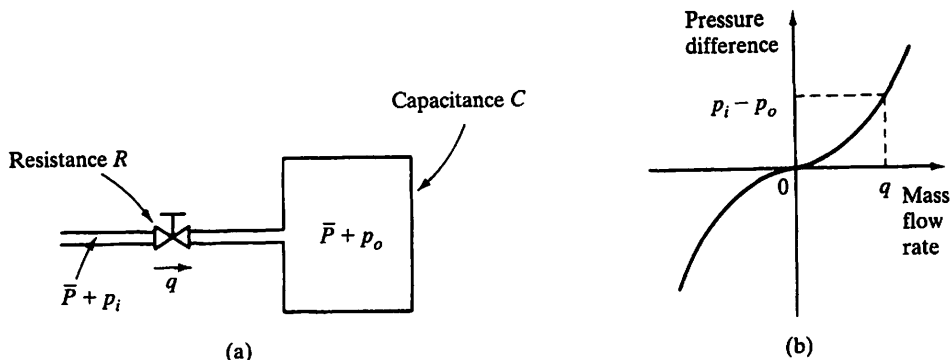 Capacitance C
Resistance R
P̄ + pₒ
q
P̄ + pᵢ
(a)
Pressure
difference
pᵢ – pₒ
0
q
Mass
flow
rate
(b)